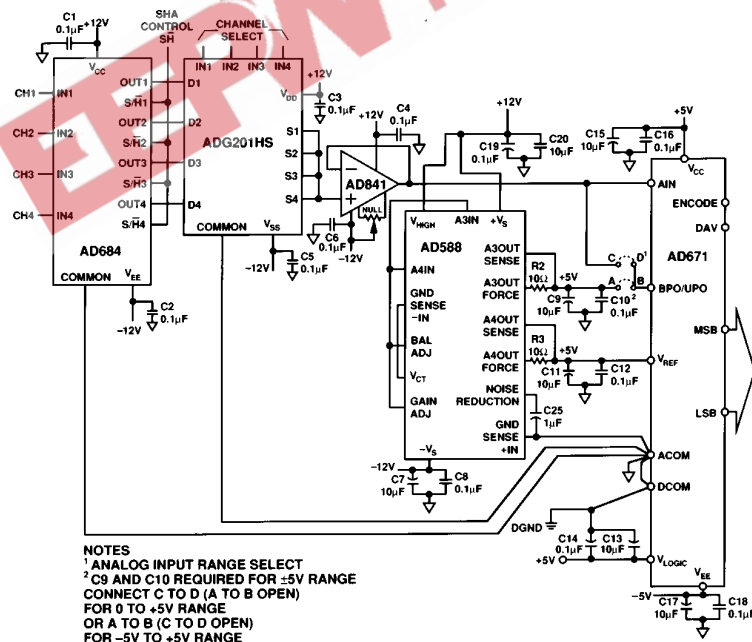 EEPW
C1
0.1µF
+12V
SHA
CONTROL
SH̅
CHANNEL
SELECT
IN1 IN2 IN3 IN4
VCC
CH1 IN1
CH2 IN2
CH3 IN3
CH4 IN4
OUT1
S/H̅1
OUT2
S/H̅2
OUT3
S/H̅3
OUT4
S/H̅4
AD684
COMMON
VEE
–12V
C2
0.1µF
D1
D2
D3
D4
ADG201HS
VDD
+12V
C3
0.1µF
S1
S2
S3
S4
COMMON
VSS
–12V
C5
0.1µF
+12V
C4
0.1µF
–
+
AD841
NULL
C6
0.1µF
–12V
+12V
C19
0.1µF
C20
10µF
VHIGH
A3IN
+VS
AD588
A4IN
GND
SENSE
–IN
BAL
ADJ
VCT
GAIN
ADJ
A3OUT
SENSE
A3OUT
FORCE
A4OUT
SENSE
A4OUT
FORCE
NOISE
REDUCTION
GND
SENSE
+IN
–VS
–12V
C7
10µF
C8
0.1µF
R2
10Ω
+5V
C9
10µF
C10 2
0.1µF
R3
10Ω
+5V
C11
10µF
C12
0.1µF
C25
1µF
C D1
A B
C15
10µF
C16
0.1µF
+5V
VCC
AIN
ENCODE
DAV
AD671
BPO/UPO
MSB
VREF
LSB
ACOM
DCOM
DGND
C14
0.1µF
C13
10µF
+5V
VLOGIC
VEE
–5V
C17
10µF
C18
0.1µF
NOTES
1 ANALOG INPUT RANGE SELECT
2 C9 AND C10 REQUIRED FOR ±5V RANGE
CONNECT C TO D (A TO B OPEN)
FOR 0 TO +5V RANGE
OR A TO B (C TO D OPEN)
FOR –5V TO +5V RANGE